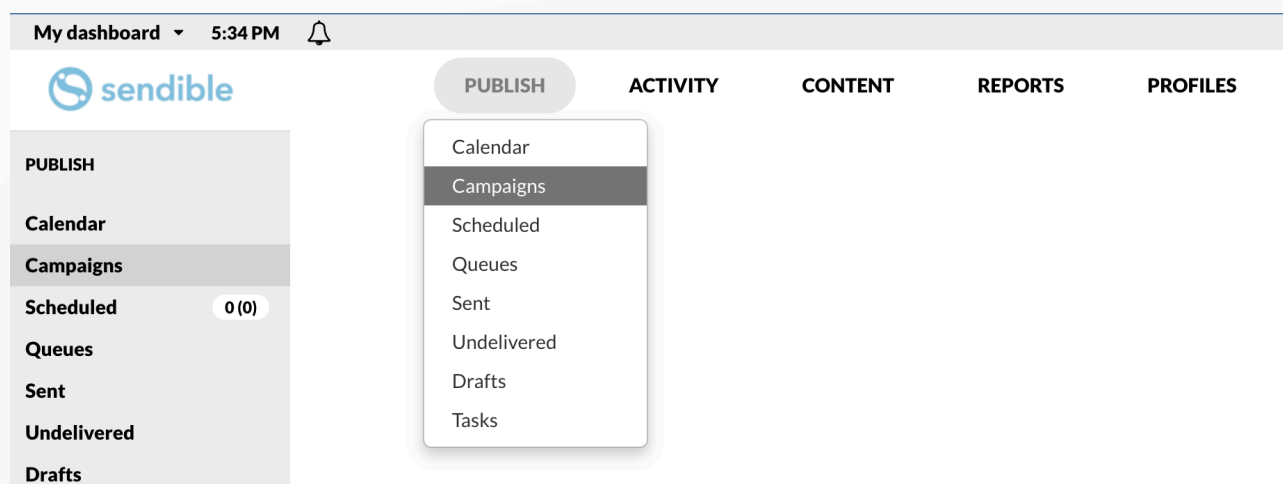 My dashboard 5:34 PM
sendible
PUBLISH ACTIVITY CONTENT REPORTS PROFILES
PUBLISH
Calendar
Campaigns
Scheduled 0 (0)
Queues
Sent
Undelivered
Drafts
Calendar
Campaigns
Scheduled
Queues
Sent
Undelivered
Drafts
Tasks